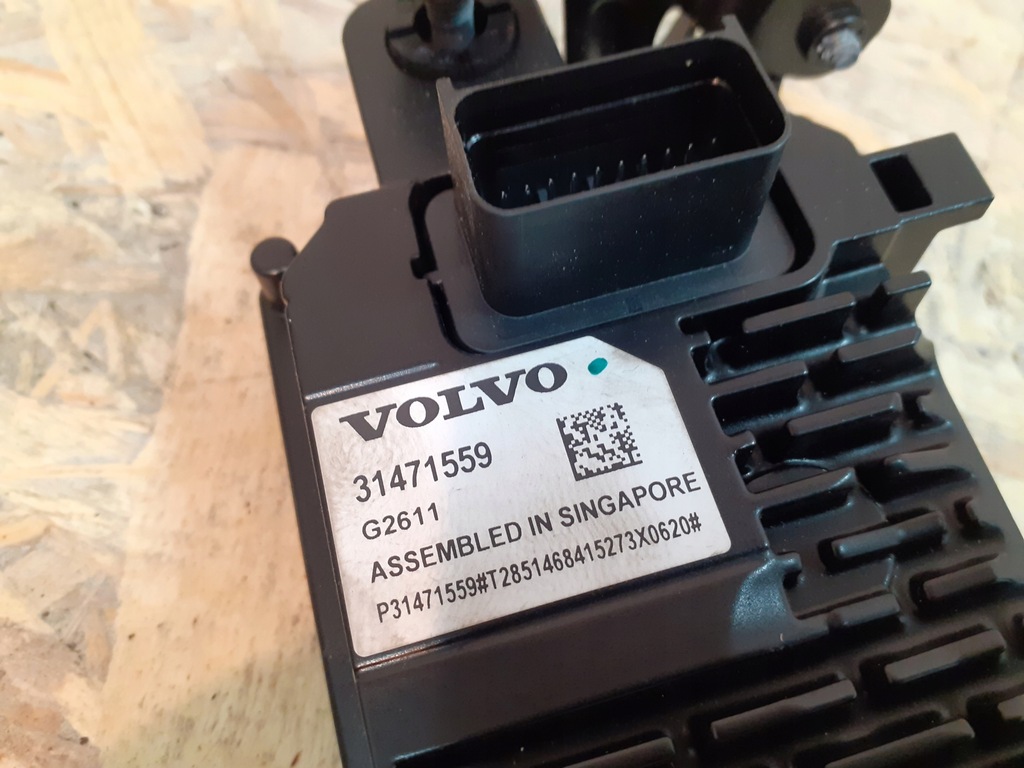 VOLVO
31471559
G2611
ASSEMBLED IN SINGAPORE
P31471559#T2851468415273X0620#